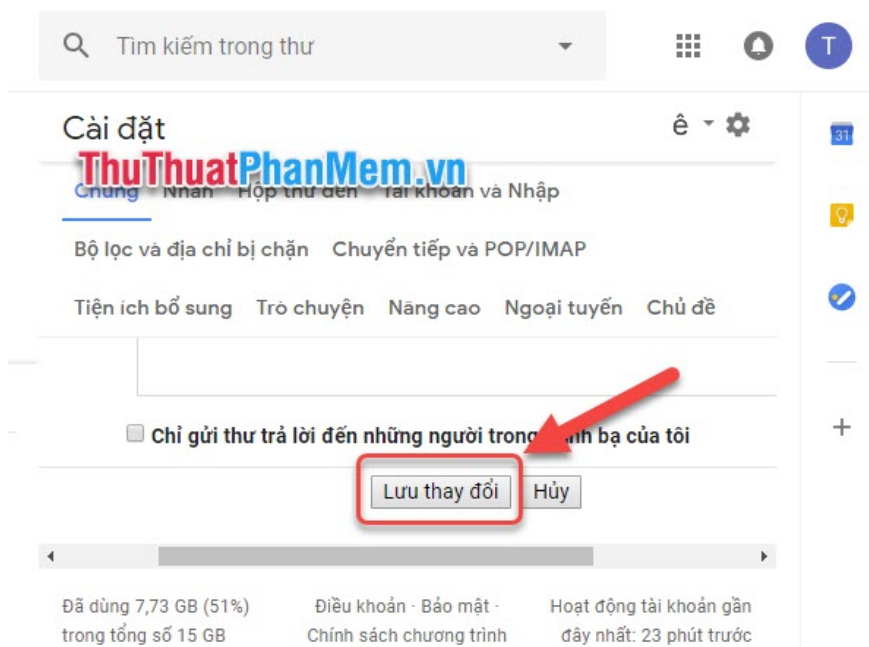 Tìm kiếm trong thư
T
Cài đặt
ê
31
ThuThuatPhanMem.vn
Chung Nhãn Hộp thư đến Tài khoản và Nhập
Bộ lọc và địa chỉ bị chặn Chuyển tiếp và POP/IMAP
Tiện ích bổ sung Trò chuyện Nâng cao Ngoại tuyến Chủ đề
Chỉ gửi thư trả lời đến những người trong bạ của tôi
Lưu thay đổi Hủy
Đã dùng 7,73 GB (51%)
trong tổng số 15 GB
Điều khoản · Bảo mật ·
Chính sách chương trình
Hoạt động tài khoản gần
đây nhất: 23 phút trước